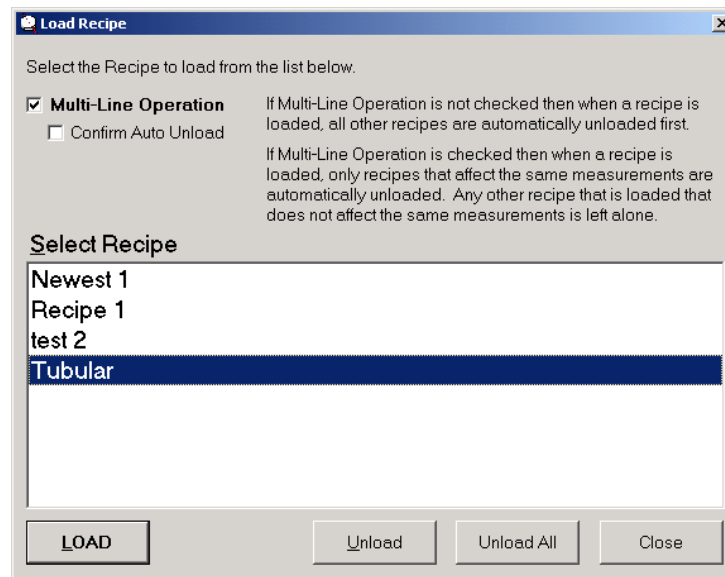 Load Recipe
Select the Recipe to load from the list below.
Multi-Line Operation
Confirm Auto Unload
If Multi-Line Operation is not checked then when a recipe is
loaded, all other recipes are automatically unloaded first.
If Multi-Line Operation is checked then when a recipe is
loaded, only recipes that affect the same measurements are
automatically unloaded.  Any other recipe that is loaded that
does not affect the same measurements is left alone.
Select Recipe
Newest 1
Recipe 1
test 2
Tubular
LOAD
Unload
Unload All
Close